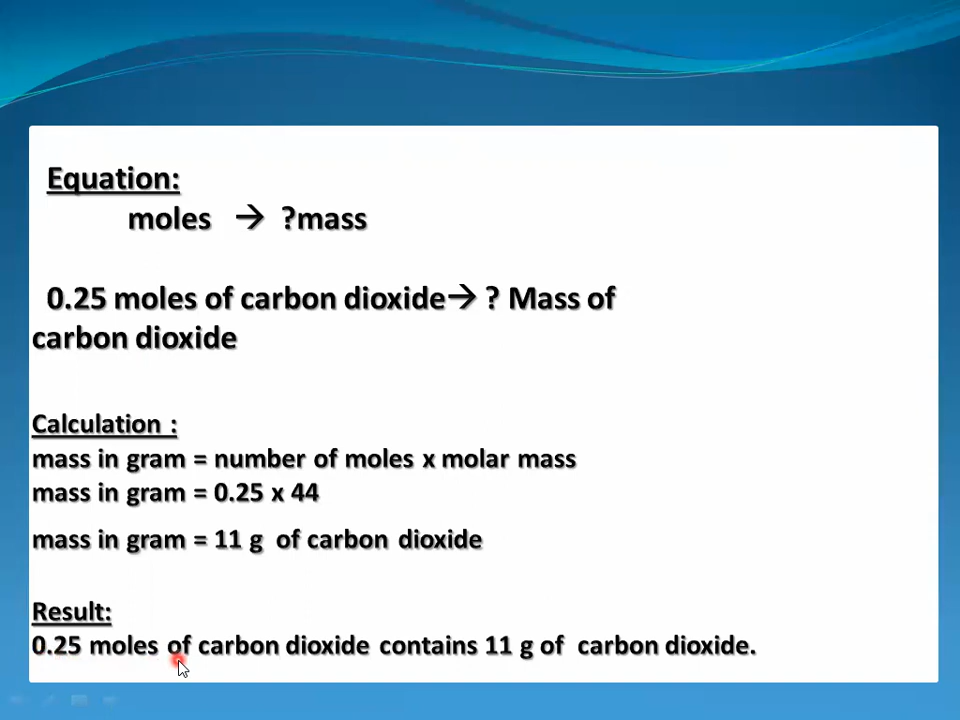 Equation:
moles → ?mass
0.25 moles of carbon dioxide→ ? Mass of
carbon dioxide
Calculation :
mass in gram = number of moles x molar mass
mass in gram = 0.25 x 44
mass in gram = 11 g of carbon dioxide
Result:
0.25 moles of carbon dioxide contains 11 g of carbon dioxide.